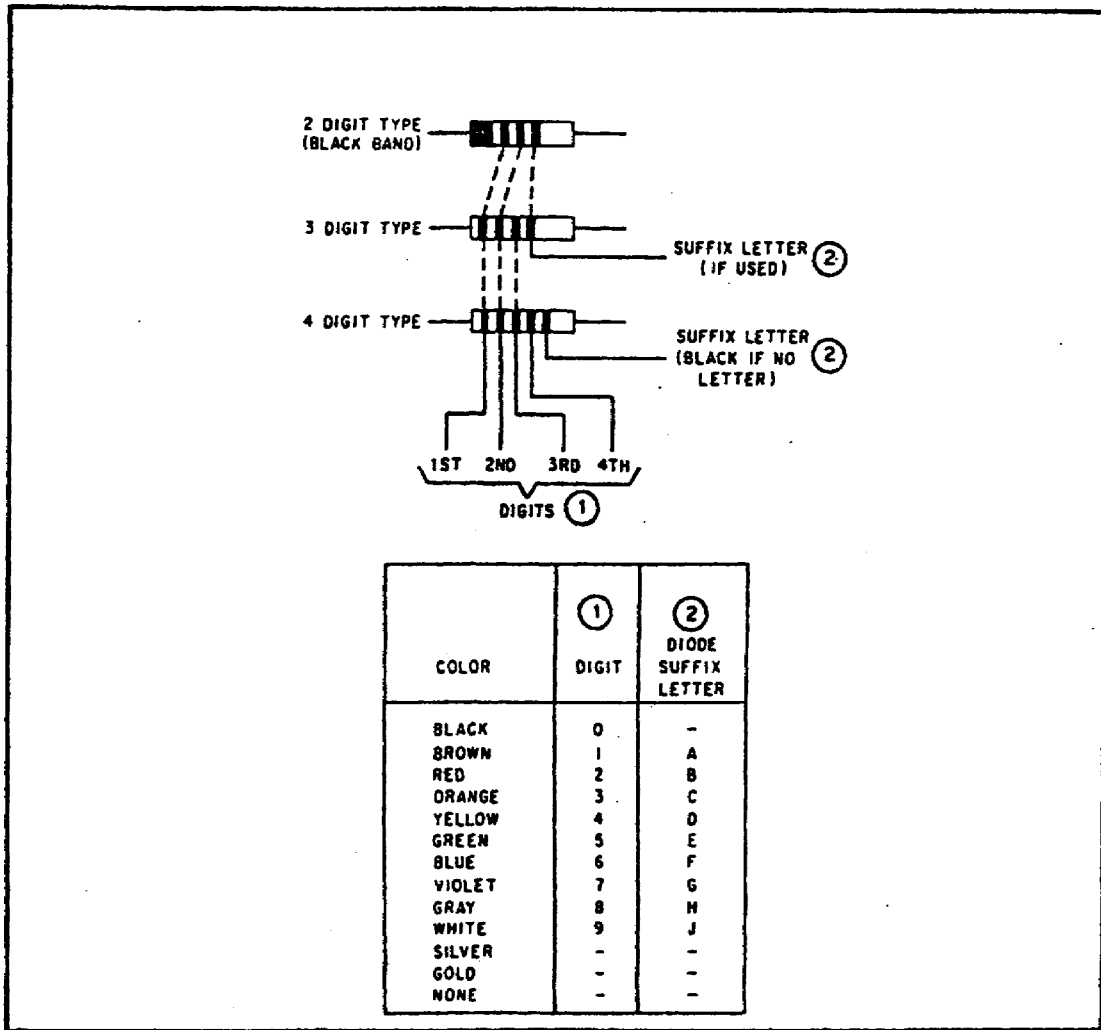 2 DIGIT TYPE
(BLACK BAND)
3 DIGIT TYPE
SUFFIX LETTER 2
(IF USED)
4 DIGIT TYPE
SUFFIX LETTER
(BLACK IF NO 2
LETTER)
1ST 2ND 3RD 4TH
DIGITS 1
1 2
DIODE
COLOR DIGIT SUFFIX
LETTER
BLACK 0 -
BROWN 1 A
RED 2 B
ORANGE 3 C
YELLOW 4 D
GREEN 5 E
BLUE 6 F
VIOLET 7 G
GRAY 8 H
WHITE 9 J
SILVER - -
GOLD - -
NONE - -